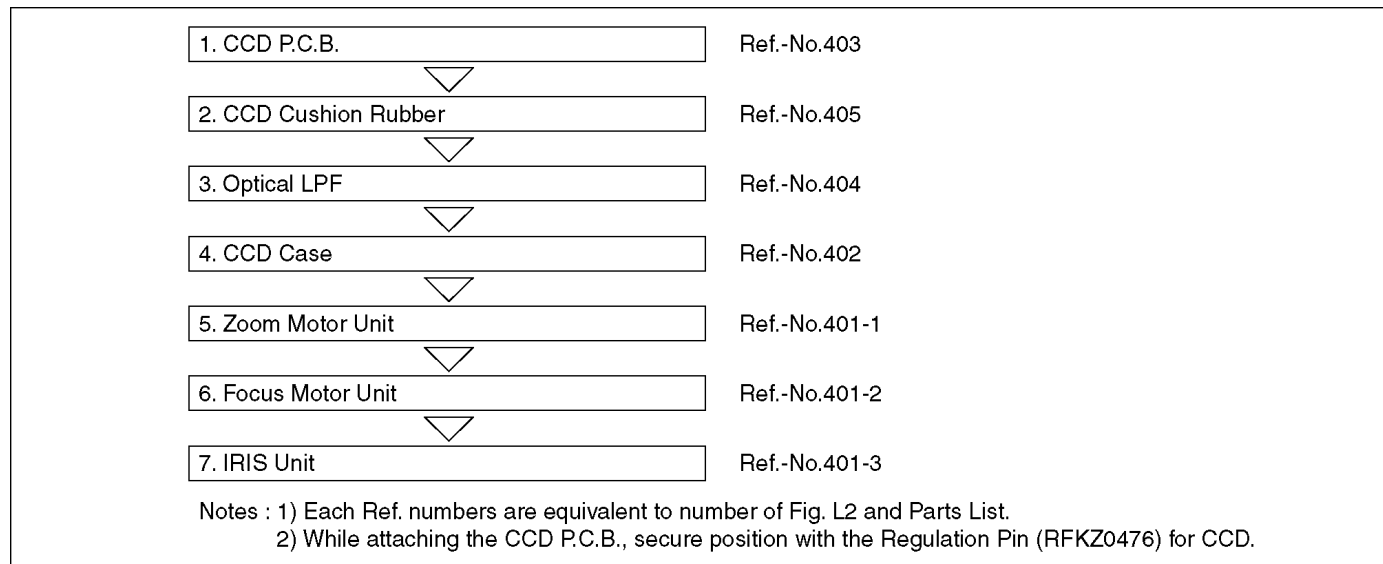 1. CCD P.C.B. Ref.-No.403
2. CCD Cushion Rubber Ref.-No.405
3. Optical LPF Ref.-No.404
4. CCD Case Ref.-No.402
5. Zoom Motor Unit Ref.-No.401-1
6. Focus Motor Unit Ref.-No.401-2
7. IRIS Unit Ref.-No.401-3
Notes : 1) Each Ref. numbers are equivalent to number of Fig. L2 and Parts List.
2) While attaching the CCD P.C.B., secure position with the Regulation Pin (RFKZ0476) for CCD.